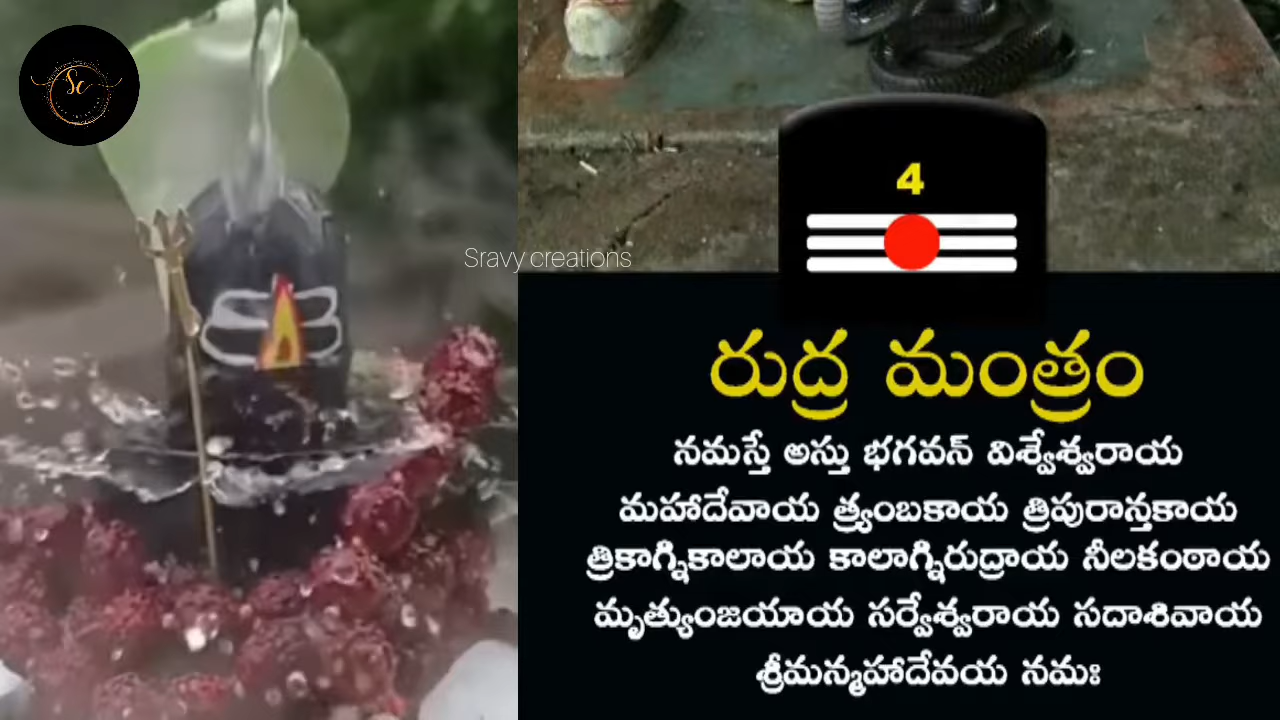 Sc
Sravy creations
4
రుద్ర మంత్రం
నమస్తే అస్తు భగవన్ విశ్వేశ్వరాయ
మహాదేవాయ త్ర్యంబకాయ త్రిపురాన్తకాయ
త్రికాగ్నికాలాయ కాలాగ్నిరుద్రాయ నీలకంఠాయ
మృత్యుంజయాయ సర్వేశ్వరాయ సదాశివాయ
శ్రీమన్మహాదేవయ నమః